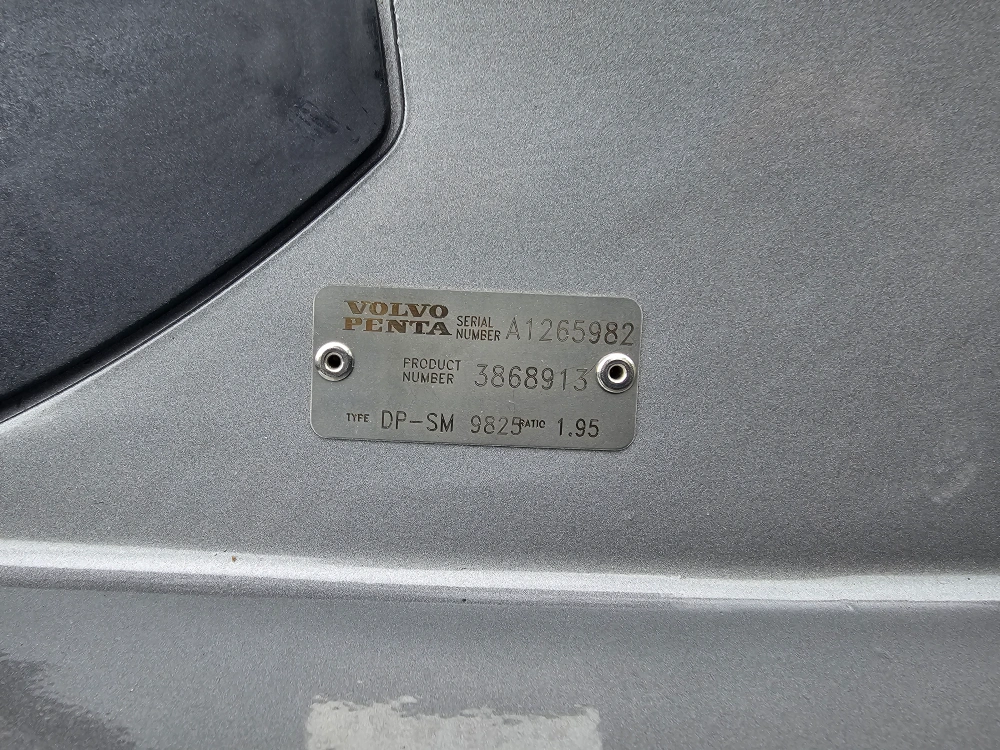 VOLVO
PENTA SERIAL NUMBER A1265982
PRODUCT NUMBER 3868913
TYPE DP-SM 9825 RATIO 1.95